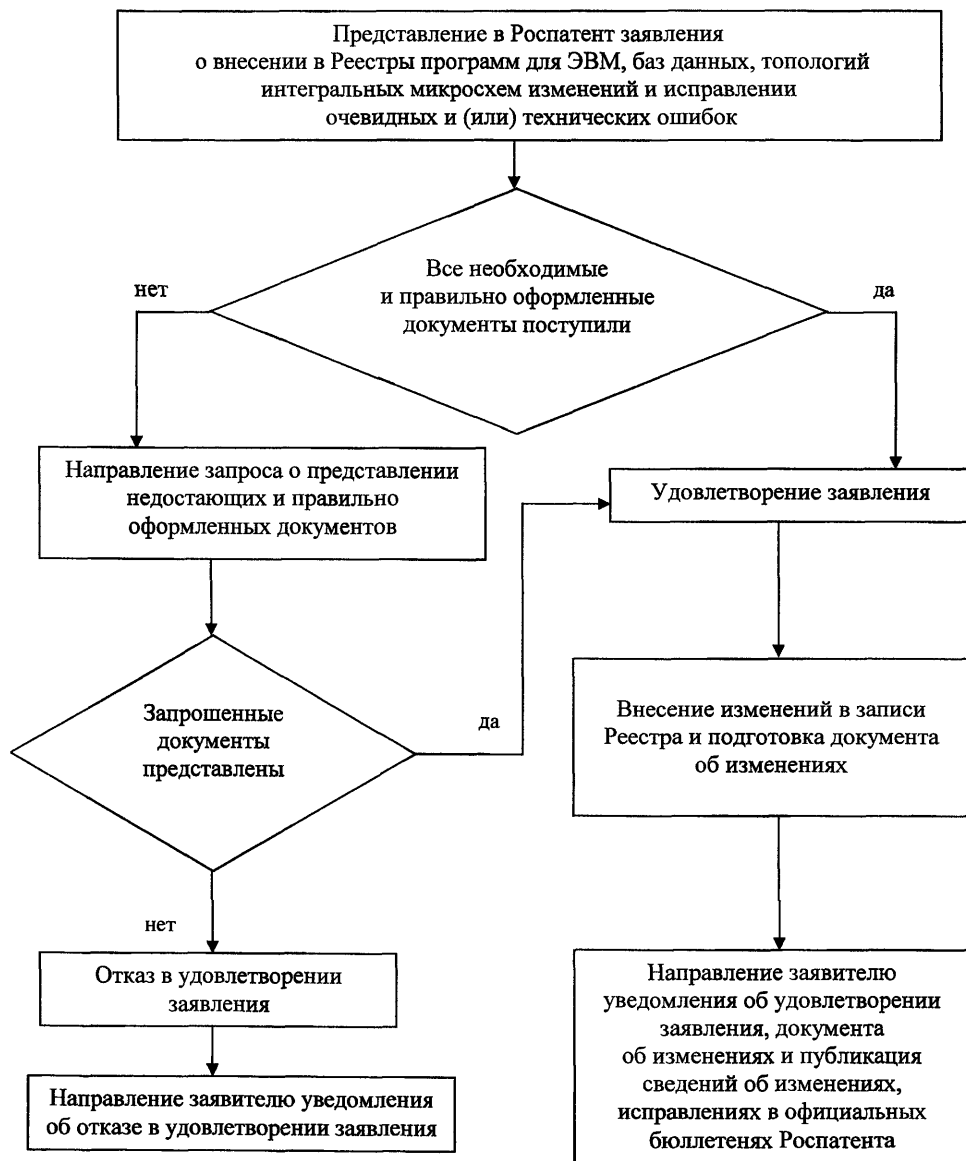 Представление в Роспатент заявления
о внесении в Реестры программ для ЭВМ, баз данных, топологий
интегральных микросхем изменений и исправлении
очевидных и (или) технических ошибок
Все необходимые
и правильно оформленные
документы поступили
нет
да
Направление запроса о представлении
недостающих и правильно
оформленных документов
Удовлетворение заявления
Запрошенные
документы
представлены
да
Внесение изменений в записи
Реестра и подготовка документа
об изменениях
нет
Отказ в удовлетворении
заявления
Направление заявителю уведомления
об отказе в удовлетворении заявления
Направление заявителю
уведомления об удовлетворении
заявления, документа
об изменениях и публикация
сведений об изменениях,
исправлениях в официальных
бюллетенях Роспатента